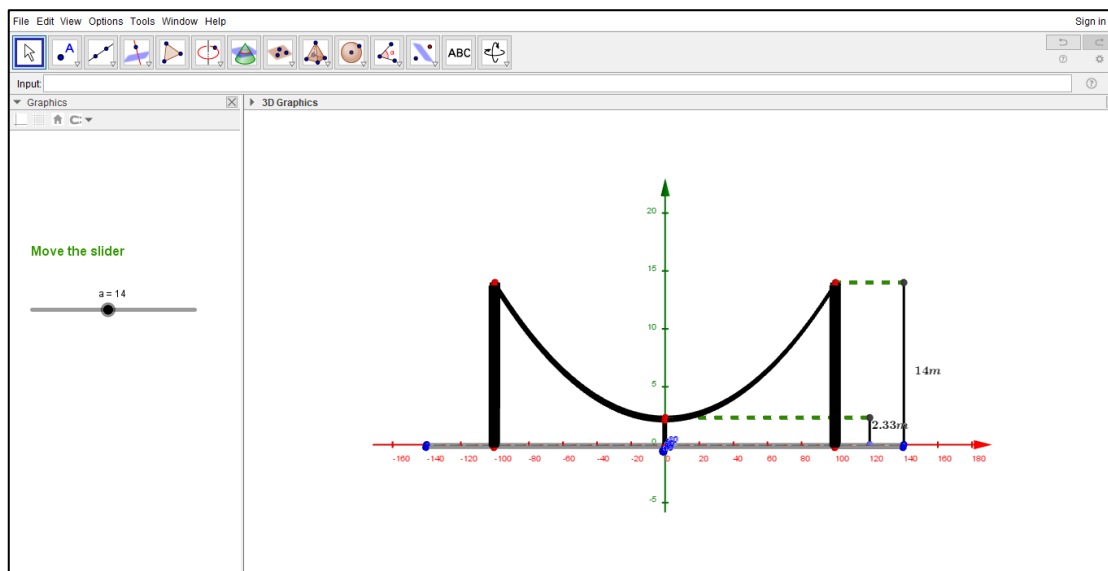 File Edit View Options Tools Window Help
Sign in
A
ABC
Input:
Graphics
3D Graphics
Move the slider
a = 14
20
15
10
5
0
-5
14m
2.33m
-160 -140 -120 -100 -80 -60 -40 -20 0 20 40 60 80 100 120 140 160 180